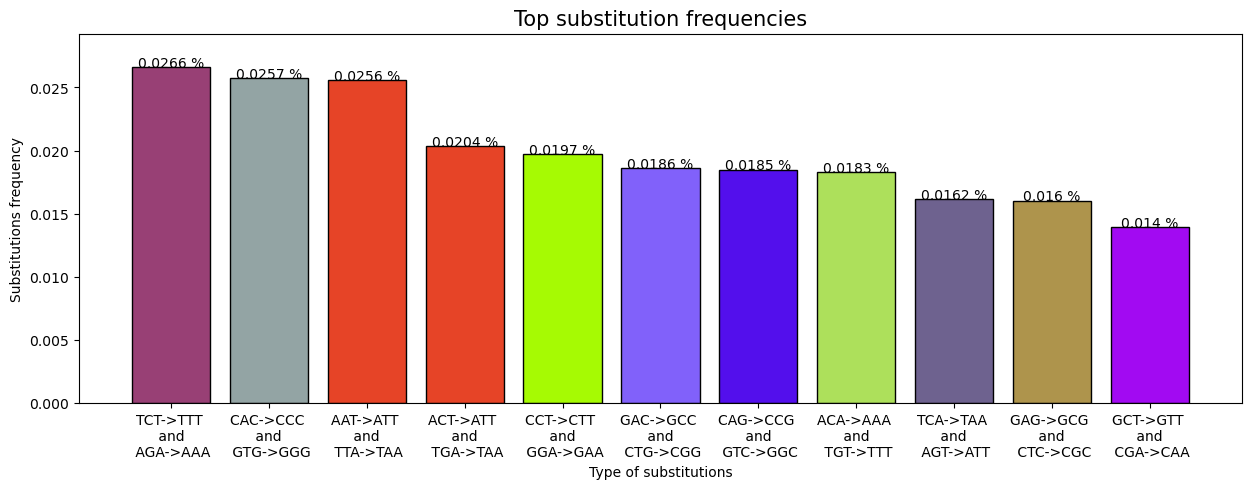 Top substitution frequencies
0.0266 %
0.0257 %
0.0256 %
0.0204 %
0.0197 %
0.0186 %
0.0185 %
0.0183 %
0.0162 %
0.016 %
0.014 %
Substitutions frequency
0.025
0.020
0.015
0.010
0.005
0.000
TCT->TTT
and
AGA->AAA
CAC->CCC
and
GTG->GGG
AAT->ATT
and
TTA->TAA
ACT->ATT
and
TGA->TAA
CCT->CTT
and
GGA->GAA
GAC->GCC
and
CTG->CGG
CAG->CCG
and
GTC->GGC
ACA->AAA
and
TGT->TTT
TCA->TAA
and
AGT->ATT
GAG->GCG
and
CTC->CGC
GCT->GTT
and
CGA->CAA
Type of substitutions